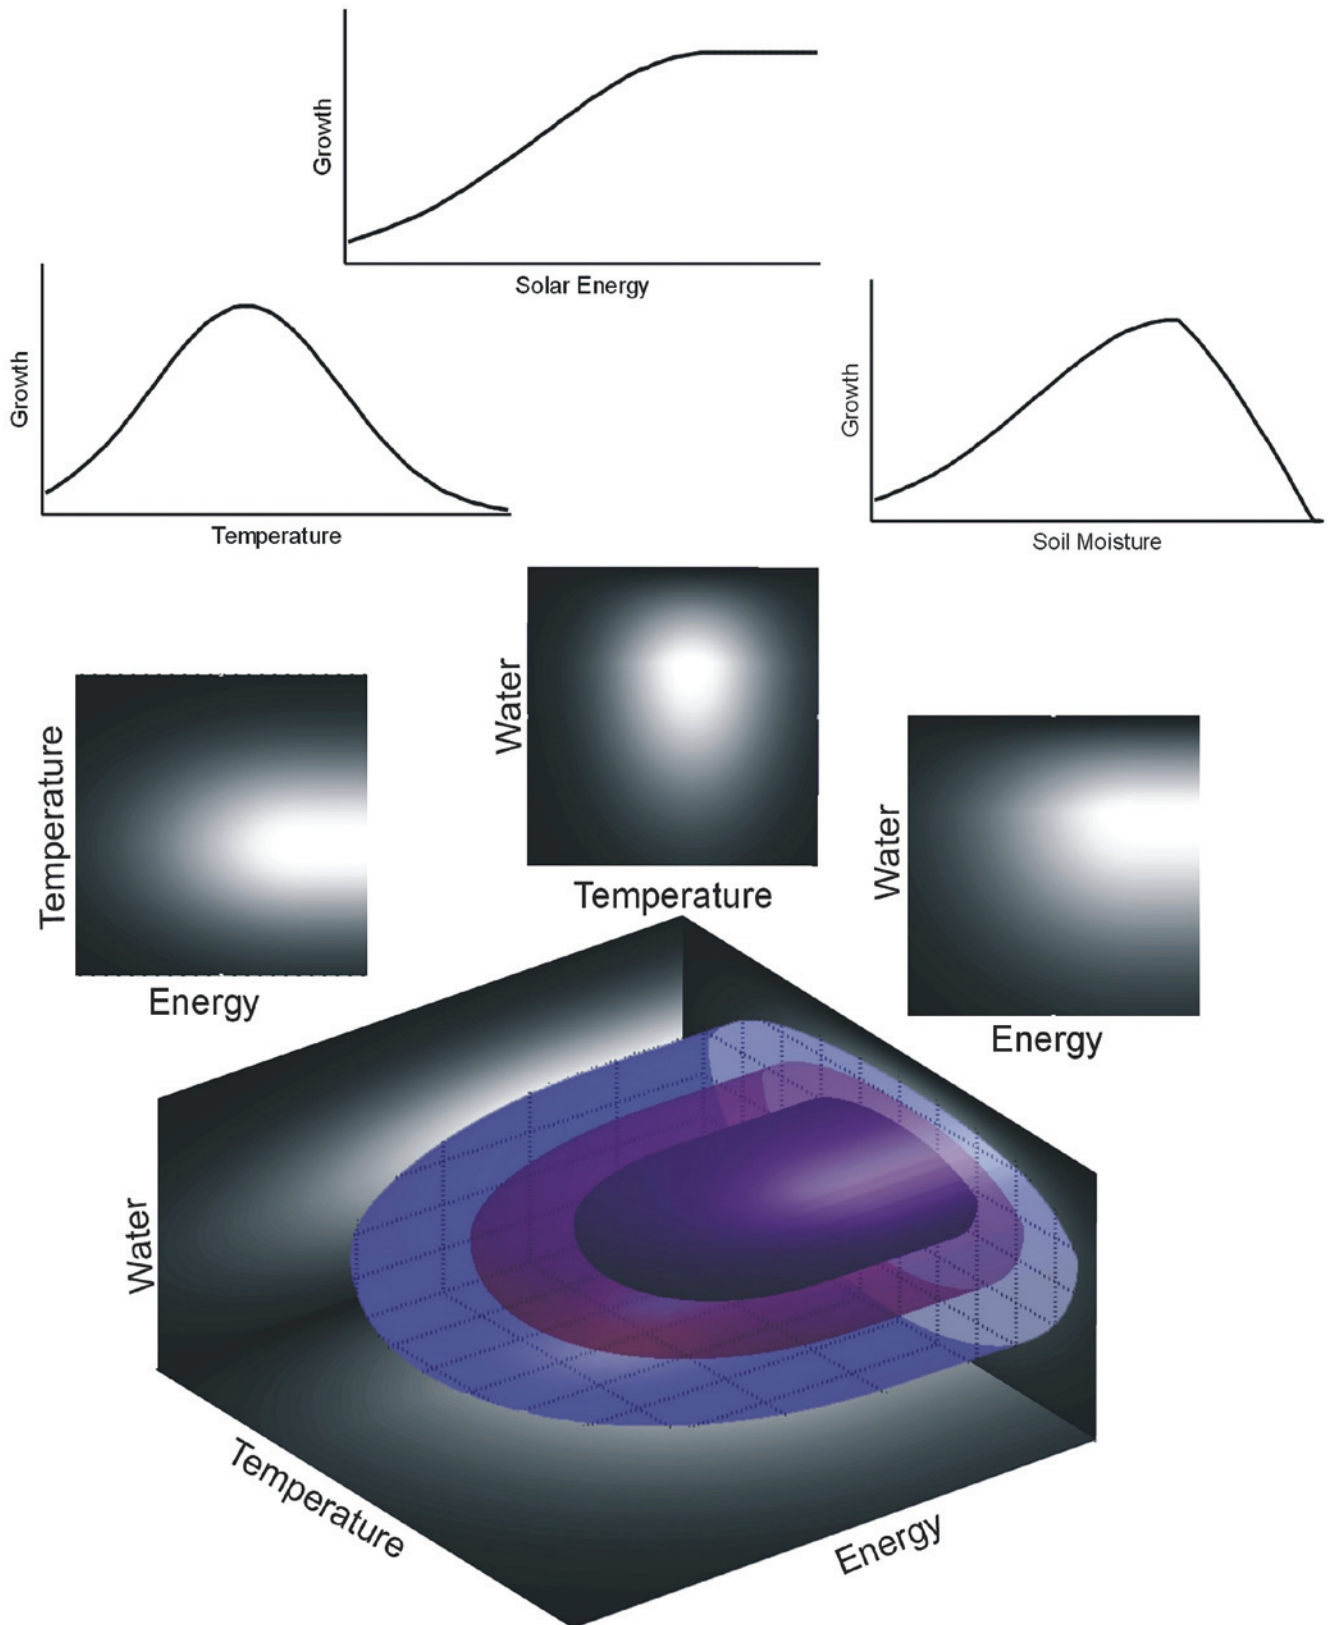 Growth
Solar Energy
Growth
Temperature
Growth
Soil Moisture
Water
Temperature
Temperature
Energy
Water
Energy
Water
Temperature
Energy